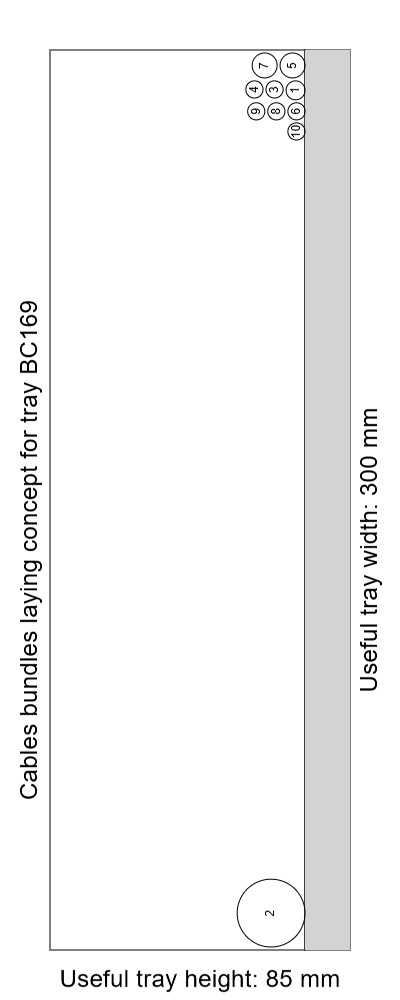 Cables bundles laying concept for tray BC169
7 5
4 3 1
9 8 6
10
2
Useful tray width: 300 mm
Useful tray height: 85 mm